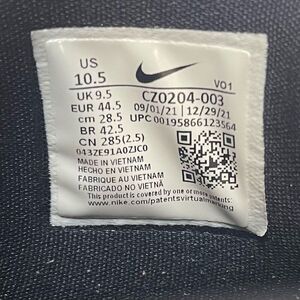 US
10.5
V01
UK 9.5
CZ0204-003
EUR 44.5
09/01/21 | 12/29/21
cm 28.5
UPC 00195866123564
BR 42.5
CN 285(2.5)
043ZE91A0ZJC0
MADE IN VIETNAM
HECHO EN VIETNAM
FABRIQUE AU VIETNAM
FABRICADO NO VIETNAM
This product is covered by one or more patents:
www.nike.com/patentsvirtualmarking